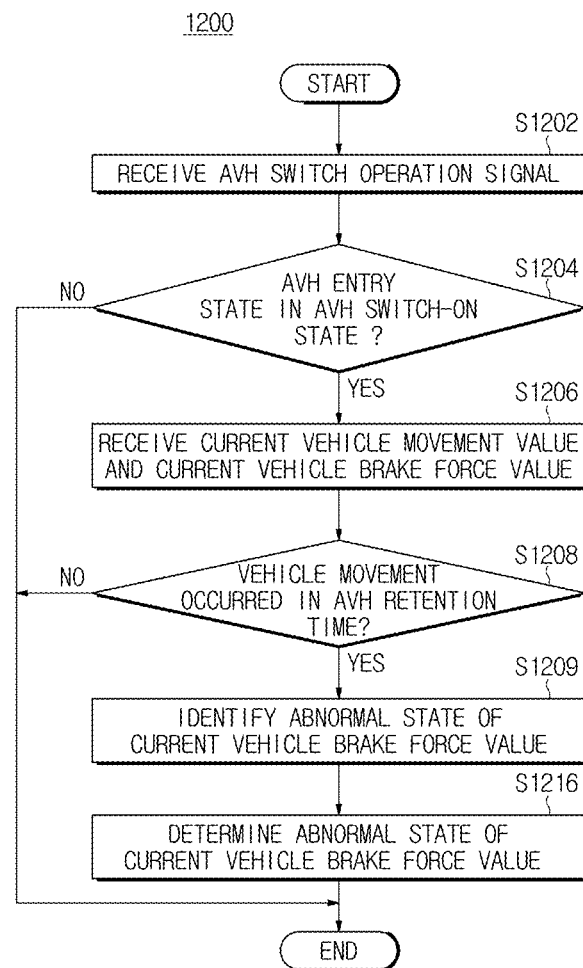 1200
START
S1202
RECEIVE AVH SWITCH OPERATION SIGNAL
S1204
AVH ENTRY
STATE IN AVH SWITCH-ON
STATE ?
NO
YES
S1206
RECEIVE CURRENT VEHICLE MOVEMENT VALUE
AND CURRENT VEHICLE BRAKE FORCE VALUE
S1208
VEHICLE MOVEMENT
OCCURRED IN AVH RETENTION
TIME?
NO
YES
S1209
IDENTIFY ABNORMAL STATE OF
CURRENT VEHICLE BRAKE FORCE VALUE
S1216
DETERMINE ABNORMAL STATE OF
CURRENT VEHICLE BRAKE FORCE VALUE
END